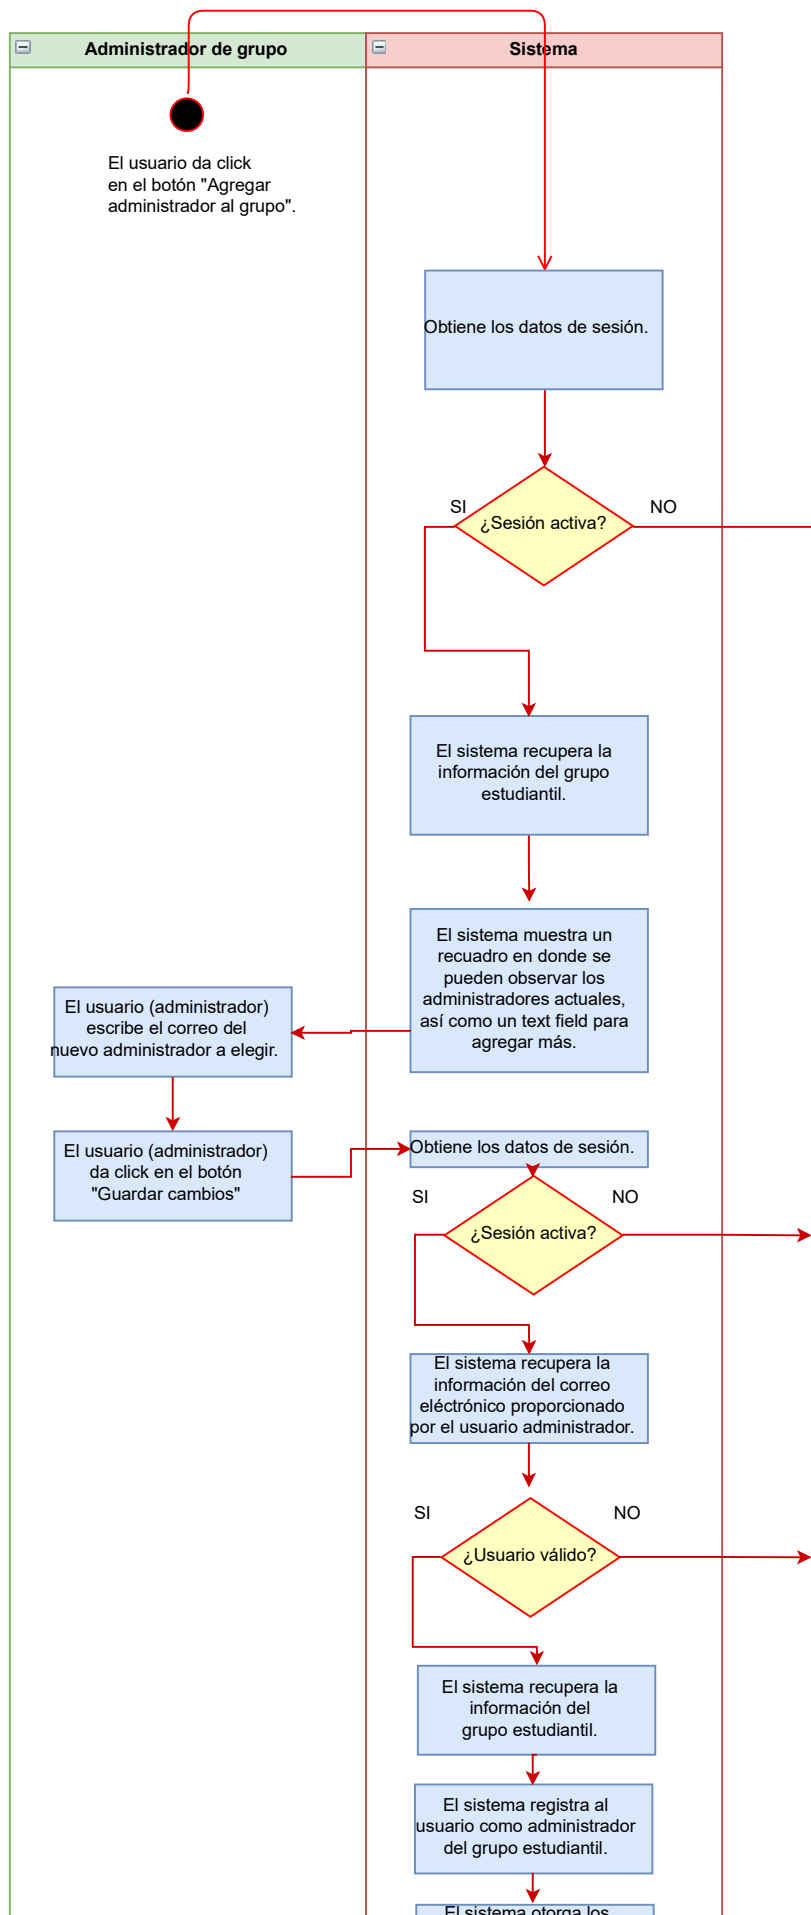 Administrador de grupo
Sistema
El usuario da click
en el botón "Agregar
administrador al grupo".
Obtiene los datos de sesión.
SI
¿Sesión activa?
NO
El sistema recupera la
información del grupo
estudiantil.
El sistema muestra un
recuadro en donde se
pueden observar los
administradores actuales,
así como un text field para
agregar más.
El usuario (administrador)
escribe el correo del
nuevo administrador a elegir.
El usuario (administrador)
da click en el botón
"Guardar cambios"
Obtiene los datos de sesión.
SI
NO
¿Sesión activa?
El sistema recupera la
información del correo
eléctrónico proporcionado
por el usuario administrador.
SI
NO
¿Usuario válido?
El sistema recupera la
información del
grupo estudiantil.
El sistema registra al
usuario como administrador
del grupo estudiantil.
El sistema otorga los